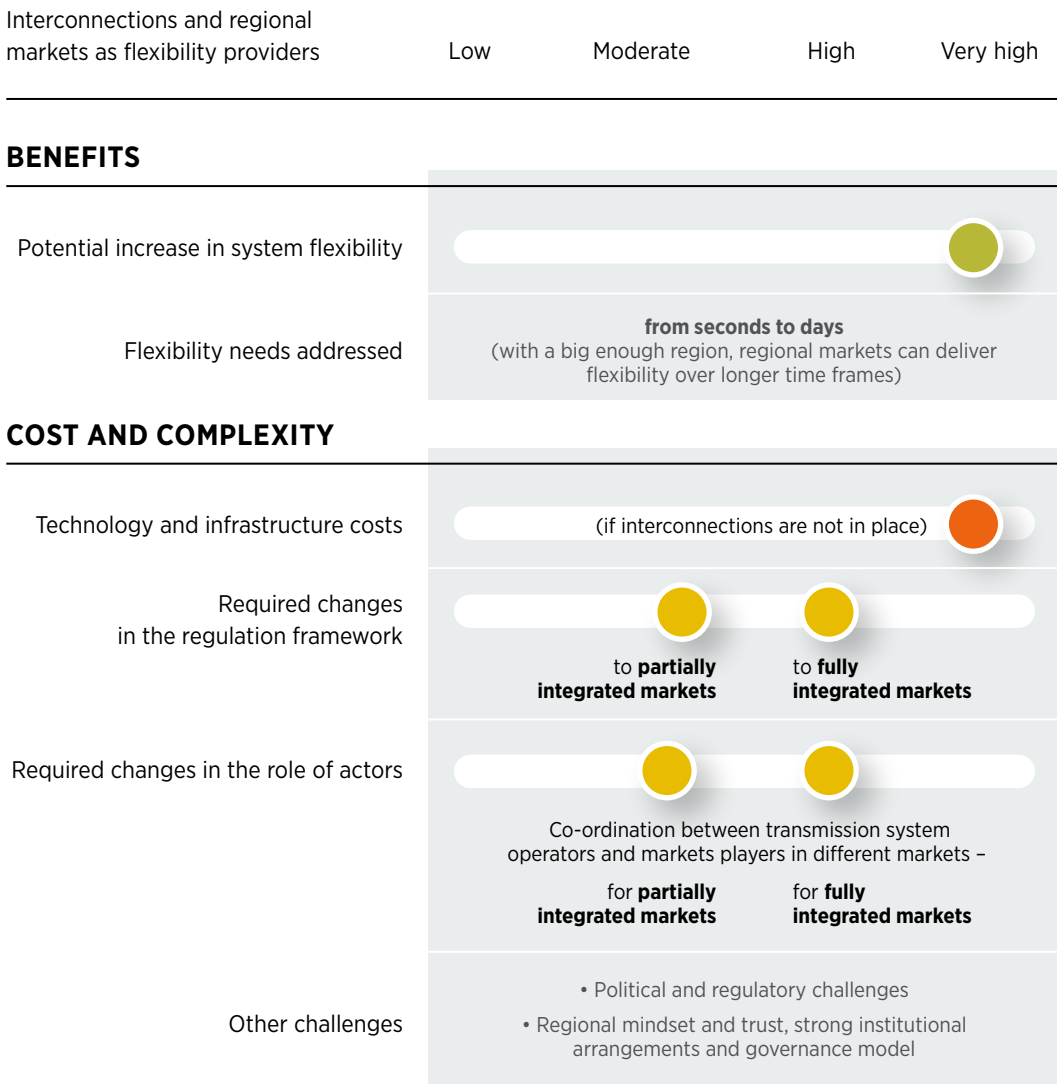 Interconnections and regional
markets as flexibility providers
Low
Moderate
High
Very high
BENEFITS
Potential increase in system flexibility
Flexibility needs addressed
from seconds to days
(with a big enough region, regional markets can deliver
flexibility over longer time frames)
COST AND COMPLEXITY
Technology and infrastructure costs
(if interconnections are not in place)
Required changes
in the regulation framework
to partially
integrated markets
to fully
integrated markets
Required changes in the role of actors
Co-ordination between transmission system
operators and markets players in different markets –
for partially
integrated markets
for fully
integrated markets
Other challenges
• Political and regulatory challenges
• Regional mindset and trust, strong institutional
arrangements and governance model